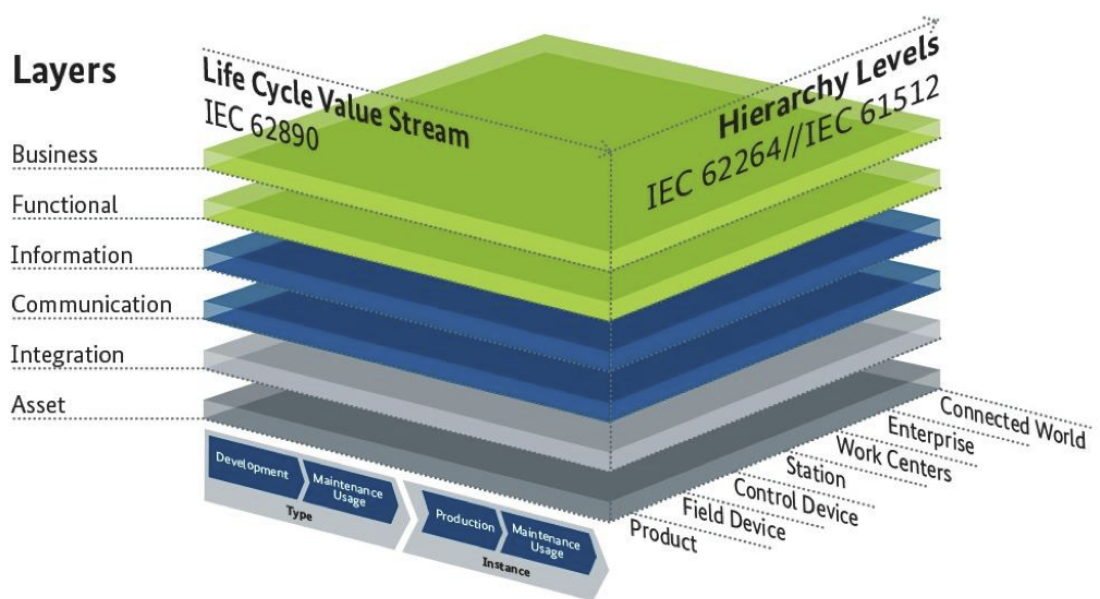 Layers
Life Cycle Value Stream
IEC 62890
Hierarchy Levels
IEC 62264//IEC 61512
Business
Functional
Information
Communication
Integration
Asset
Development
Maintenance
Usage
Type
Production
Maintenance
Usage
Instance
Connected World
Enterprise
Work Centers
Station
Control Device
Field Device
Product